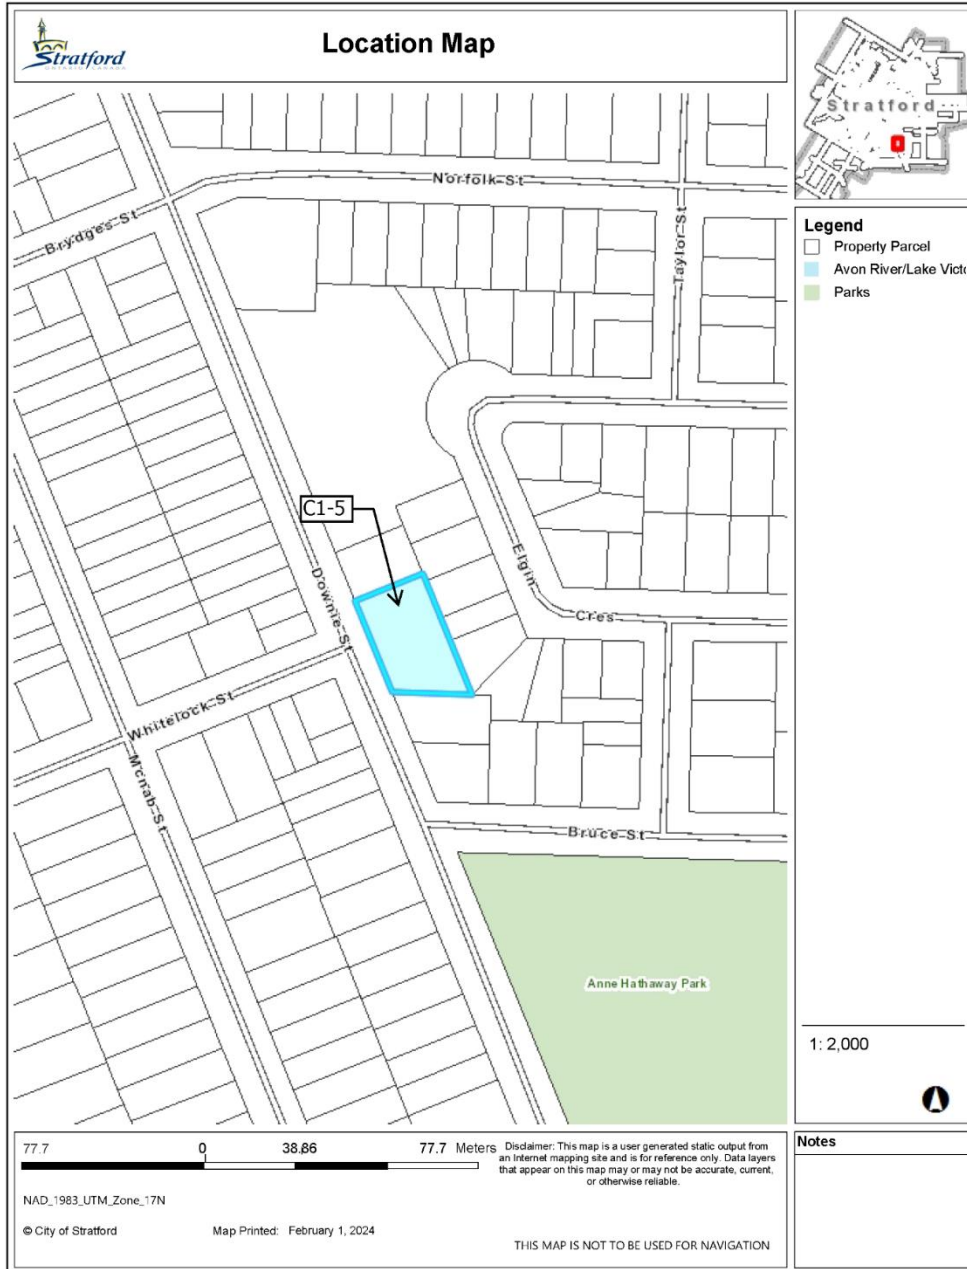 Stratford
ONTARIO CANADA
Location Map
Stratford
Norfolk St
Brydges St
Taylor St
Legend
Property Parcel
Avon River/Lake Victo
Parks
C1-5
Elgin
Cres
Downie St
Whitelock St
Mcnab St
Bruce St
Anne Hathaway Park
1: 2,000
77.7 0 38.86 77.7 Meters
Disclaimer: This map is a user generated static output from
an Internet mapping site and is for reference only. Data layers
that appear on this map may or may not be accurate, current,
or otherwise reliable.
Notes
NAD_1983_UTM_Zone_17N
© City of Stratford
Map Printed: February 1, 2024
THIS MAP IS NOT TO BE USED FOR NAVIGATION